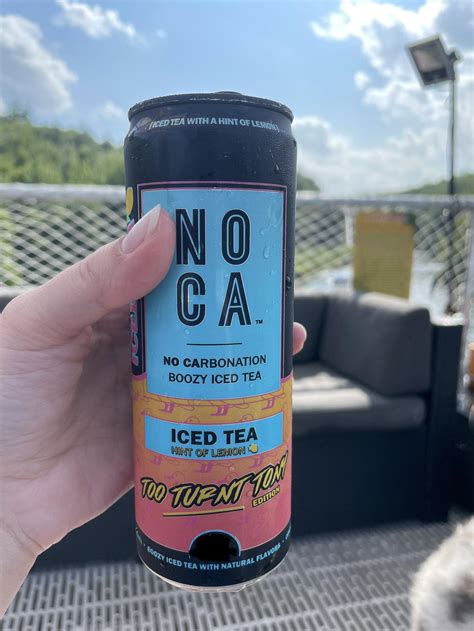 ICED TEA WITH A HINT OF LEMON
NO
CA™
NO CARBONATION
BOOZY ICED TEA
ICED TEA
HINT OF LEMON
TOO TURNT TONY
EDITION
BOOZY ICED TEA WITH NATURAL FLAVORS